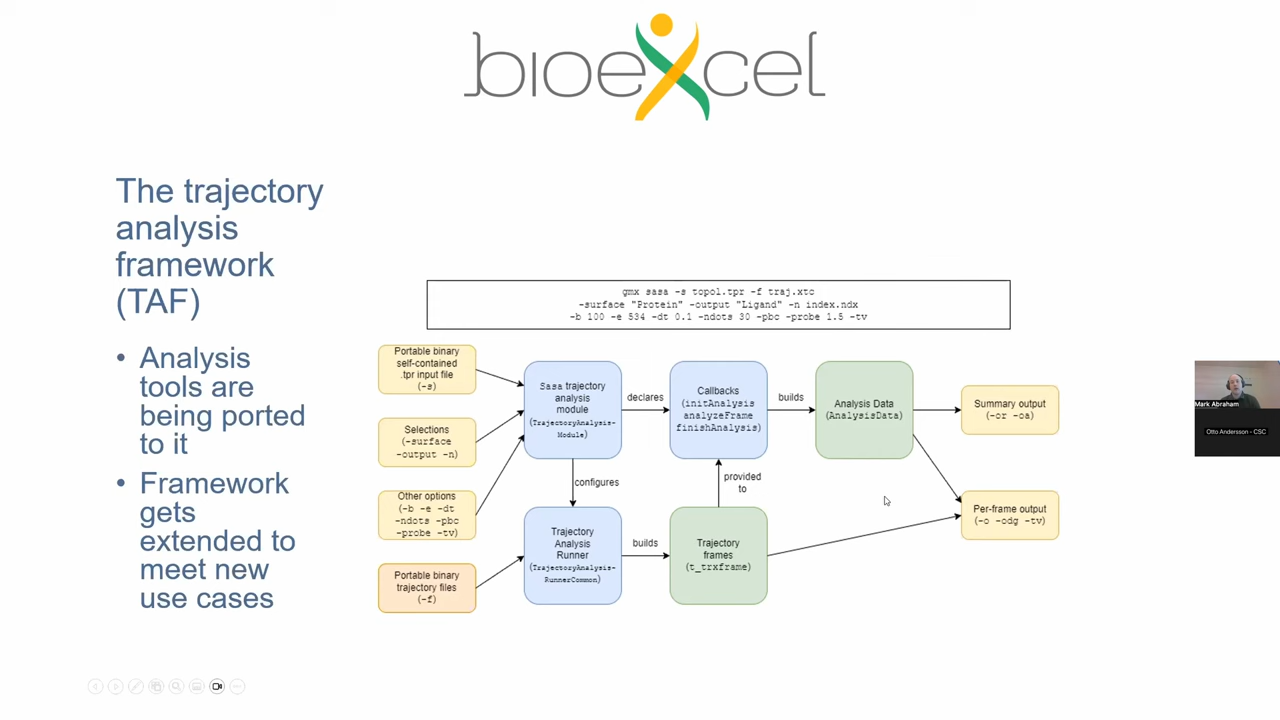 bioexcel
The trajectory
analysis
framework
(TAF)
• Analysis
tools are
being ported
to it
• Framework
gets
extended to
meet new
use cases
gmx sasa -s topol.tpr -f traj.xtc
-surface "Protein" -output "Ligand" -n index.ndx
-b 100 -e 534 -dt 0.1 -ndots 30 -pbc -probe 1.5 -tv
Portable binary
self-contained
.tpr input file
(-s)
Selections
(-surface
-output -n)
Other options
(-b -e -dt
-ndots -pbc
-probe -tv)
Portable binary
trajectory files
(-f)
Sasa trajectory
analysis
module
(TrajectoryAnalysis-
Module)
configures
Trajectory
Analysis
Runner
(TrajectoryAnalysis-
RunnerCommon)
declares
builds
Callbacks
(initAnalysis
analyzeFrame
finishAnalysis)
provided
to
Trajectory
frames
(t_trxframe)
builds
Analysis Data
(AnalysisData)
Summary output
(-or -oa)
Per-frame output
(-o -odg -tv)
Mark Abraham
Otto Andersson - CSC